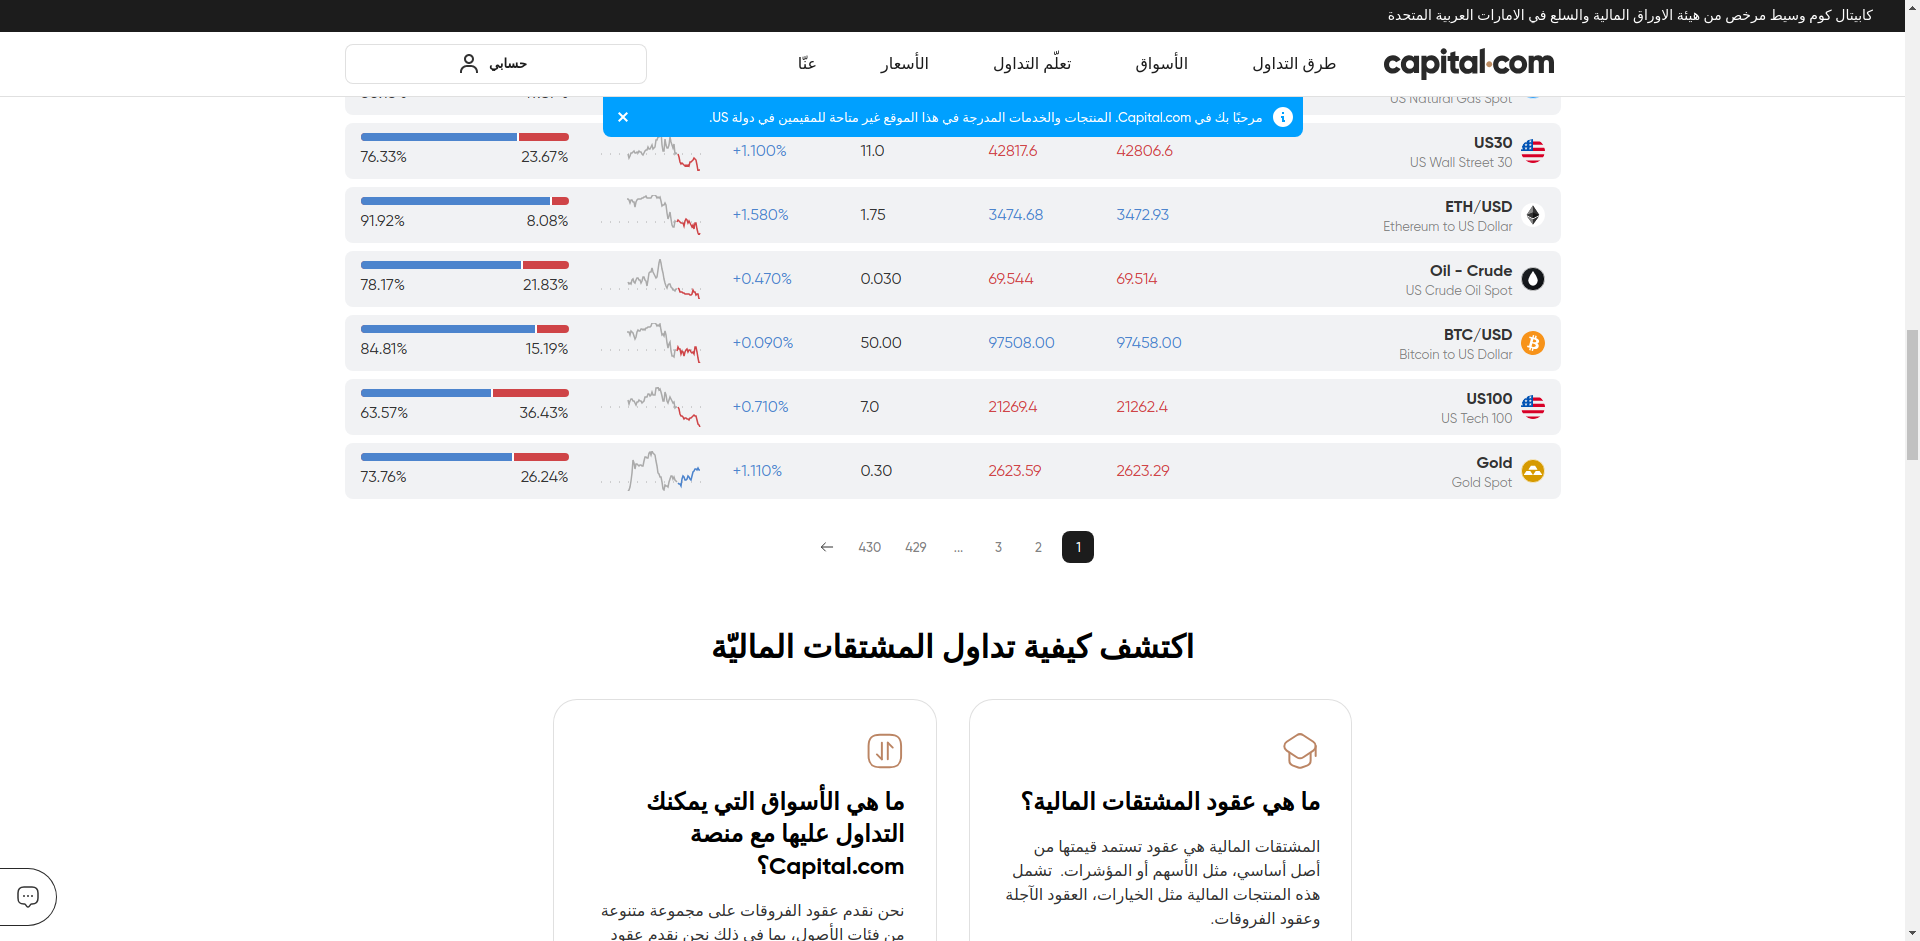 كابيتال كوم وسيط مرخص من هيئة الاوراق المالية والسلع في الامارات العربية المتحدة
capital.com طرق التداول الأسواق تعلّم التداول الأسعار عنّا حسابي
US Natural Gas Spot
مرحبًا بك في Capital.com. المنتجات والخدمات المدرجة في هذا الموقع غير متاحة للمقيمين في دولة US.
US30 42806.6 42817.6 11.0 +1.100% 23.67% 76.33%
US Wall Street 30
ETH/USD 3472.93 3474.68 1.75 +1.580% 8.08% 91.92%
Ethereum to US Dollar
Oil - Crude 69.514 69.544 0.030 +0.470% 21.83% 78.17%
US Crude Oil Spot
BTC/USD 97458.00 97508.00 50.00 +0.090% 15.19% 84.81%
Bitcoin to US Dollar
US100 21262.4 21269.4 7.0 +0.710% 36.43% 63.57%
US Tech 100
Gold 2623.29 2623.59 0.30 +1.110% 26.24% 73.76%
Gold Spot
1 2 3 ... 429 430
اكتشف كيفية تداول المشتقات الماليّة
ما هي عقود المشتقات المالية؟
المشتقات المالية هي عقود تستمد قيمتها من
أصل أساسي، مثل الأسهم أو المؤشرات. تشمل
هذه المنتجات المالية مثل الخيارات، العقود الآجلة
وعقود الفروقات.
ما هي الأسواق التي يمكنك
التداول عليها مع منصة
Capital.com؟
نحن نقدم عقود الفروقات على مجموعة متنوعة
من فئات الأصول، بما في ذلك نحن نقدم عقود